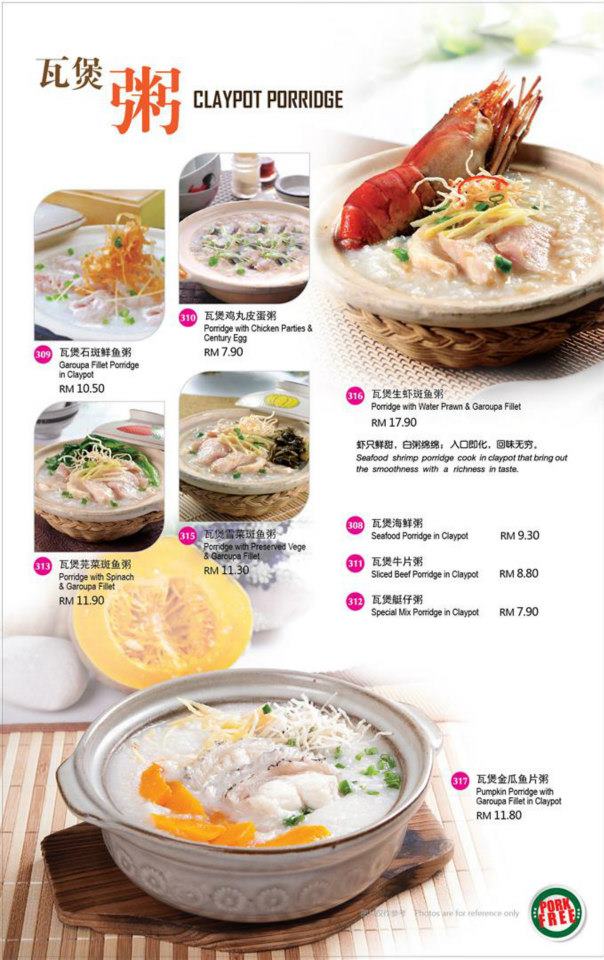 瓦煲
粥 CLAYPOT PORRIDGE
309 瓦煲石斑鲜鱼粥
Garoupa Fillet Porridge
in Claypot
RM 10.50
310 瓦煲鸡丸皮蛋粥
Porridge with Chicken Parties &
Century Egg
RM 7.90
316 瓦煲生虾斑鱼粥
Porridge with Water Prawn & Garoupa Fillet
RM 17.90
虾只鲜甜，白粥绵绵；入口即化，回味无穷。
Seafood shrimp porridge cook in claypot that bring out
the smoothness with a richness in taste.
313 瓦煲苋菜斑鱼粥
Porridge with Spinach
& Garoupa Fillet
RM 11.90
315 瓦煲雪菜斑鱼粥
Porridge with Preserved Vege
& Garoupa Fillet
RM 11.30
308 瓦煲海鲜粥
Seafood Porridge in Claypot RM 9.30
311 瓦煲牛片粥
Sliced Beef Porridge in Claypot RM 8.80
312 瓦煲艇仔粥
Special Mix Porridge in Claypot RM 7.90
317 瓦煲金瓜鱼片粥
Pumpkin Porridge with
Garoupa Fillet in Claypot
RM 11.80
参考 Photos are for reference only
PORK
FREE